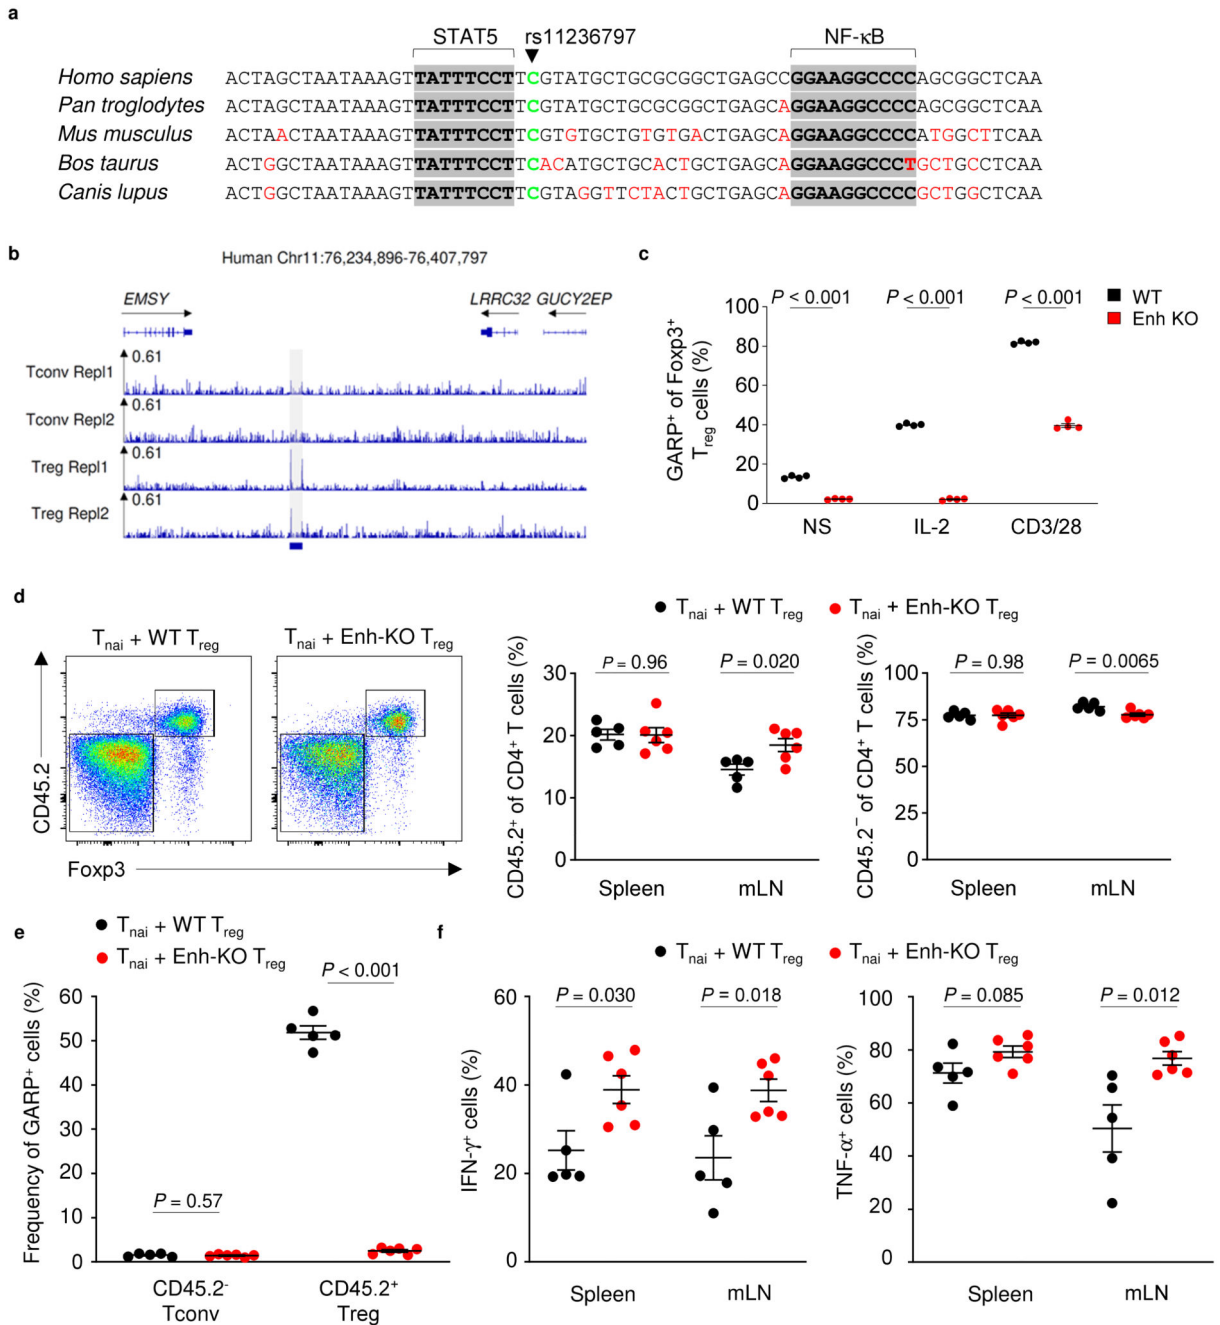 a
STAT5 rs11236797 NF-κB
Homo sapiens ACTAGCTAATAAAGTTATTTCCTTCGTATGCTGCGCGGCTGAGCCGGAAGGCCCCAGCGGCTCAA
Pan troglodytes ACTAGCTAATAAAGTTATTTCCTTCGTATGCTGCGCGGCTGAGCAGGAAGGCCCCAGCGGCTCAA
Mus musculus ACTAAACTAATAAAGTTATTTCCTTCGTGTGCTGTGTGACTGAGCAGGAAGGCCCCATGGCTTCAA
Bos taurus ACTGGCTAATAAAGTTATTTCCTTCACATGCTGCACTGCTGAGCAGGAAGGCCCTGCTGCCTCAA
Canis lupus ACTGGCTAATAAAGTTATTTCCTTCGTAGGTTCTACTGCTGAGCAGGAAGGCCCCGCTGGCTCAA
b
Human Chr11:76,234,896-76,407,797
EMSY LRRC32 GUCY2EP
Tconv Repl1 0.61
Tconv Repl2 0.61
Treg Repl1 0.61
Treg Repl2 0.61
c
P < 0.001 P < 0.001 P < 0.001
WT
Enh KO
GARP+ of Foxp3+
Treg cells (%)
100
80
60
40
20
0
NS IL-2 CD3/28
d
Tnai + WT Treg Tnai + Enh-KO Treg
CD45.2
Foxp3
Tnai + WT Treg Tnai + Enh-KO Treg
CD45.2+ of CD4+ T cells (%)
30
20
10
0
P = 0.96 P = 0.020
Spleen mLN
CD45.2− of CD4+ T cells (%)
100
75
50
25
0
P = 0.98 P = 0.0065
Spleen mLN
e
Tnai + WT Treg
Tnai + Enh-KO Treg
P < 0.001
Frequency of GARP+ cells (%)
60
50
40
30
20
10
0
P = 0.57
CD45.2- CD45.2+
Tconv Treg
f
Tnai + WT Treg Tnai + Enh-KO Treg
IFN-γ+ cells (%)
60
40
20
0
P = 0.030 P = 0.018
Spleen mLN
TNF-α+ cells (%)
100
80
60
40
20
0
P = 0.085 P = 0.012
Spleen mLN